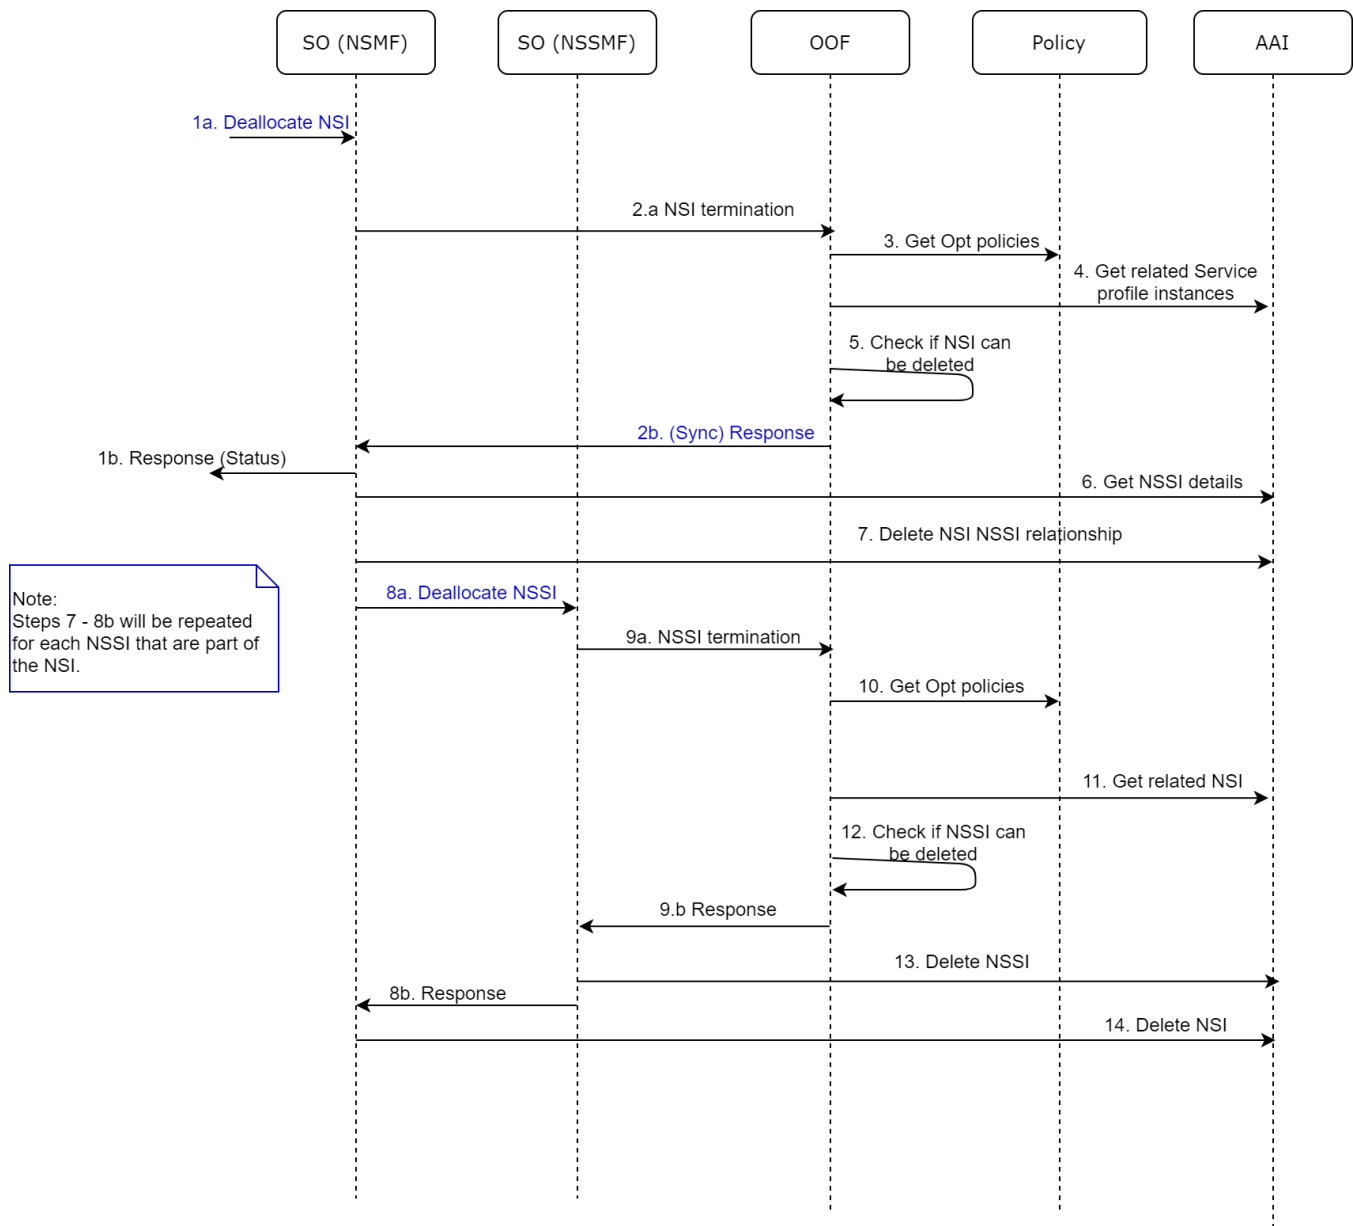 SO (NSMF)
SO (NSSMF)
OOF
Policy
AAI
1a. Deallocate NSI
2.a NSI termination
3. Get Opt policies
4. Get related Service
profile instances
5. Check if NSI can
be deleted
2b. (Sync) Response
1b. Response (Status)
6. Get NSSI details
7. Delete NSI NSSI relationship
8a. Deallocate NSSI
Note:
Steps 7 - 8b will be repeated
for each NSSI that are part of
the NSI.
9a. NSSI termination
10. Get Opt policies
11. Get related NSI
12. Check if NSSI can
be deleted
9.b Response
13. Delete NSSI
8b. Response
14. Delete NSI